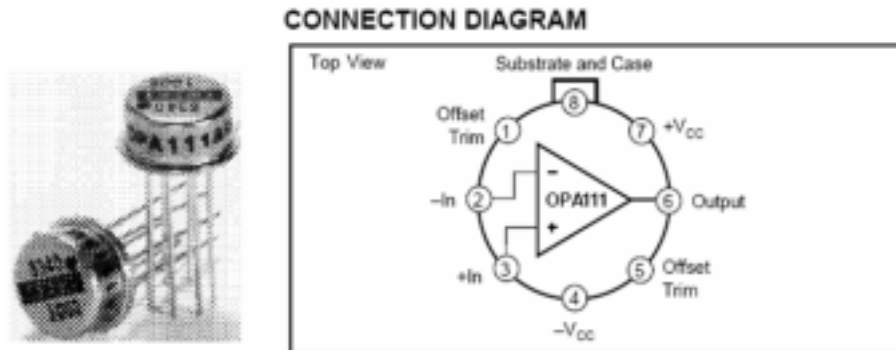 CONNECTION DIAGRAM
Top View
Substrate and Case
8
Offset
Trim
1
7
+VCC
–In
2
–
OPA111
6
Output
+
+In
3
5
Offset
Trim
4
–VCC